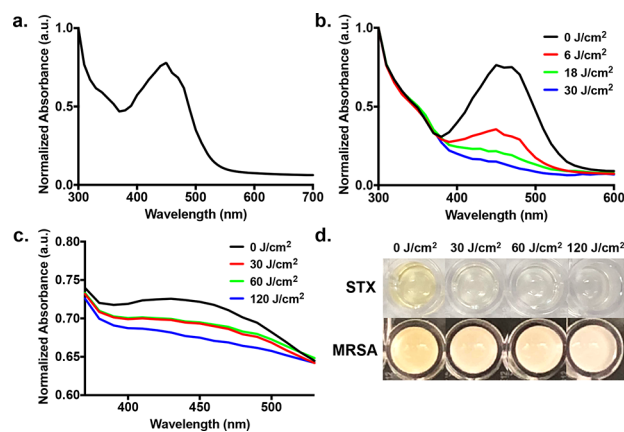 a.
Normalized Absorbance (a.u.)
1.0
0.5
0.0
300 400 500 600 700
Wavelength (nm)
b.
Normalized Absorbance (a.u.)
1.0
0.5
0.0
300 400 500 600
Wavelength (nm)
0 J/cm²
6 J/cm²
18 J/cm²
30 J/cm²
c.
Normalized Absorbance (a.u.)
0.80
0.75
0.70
0.65
0.60
400 450 500
Wavelength (nm)
0 J/cm²
30 J/cm²
60 J/cm²
120 J/cm²
d.
0 J/cm² 30 J/cm² 60 J/cm² 120 J/cm²
STX
MRSA